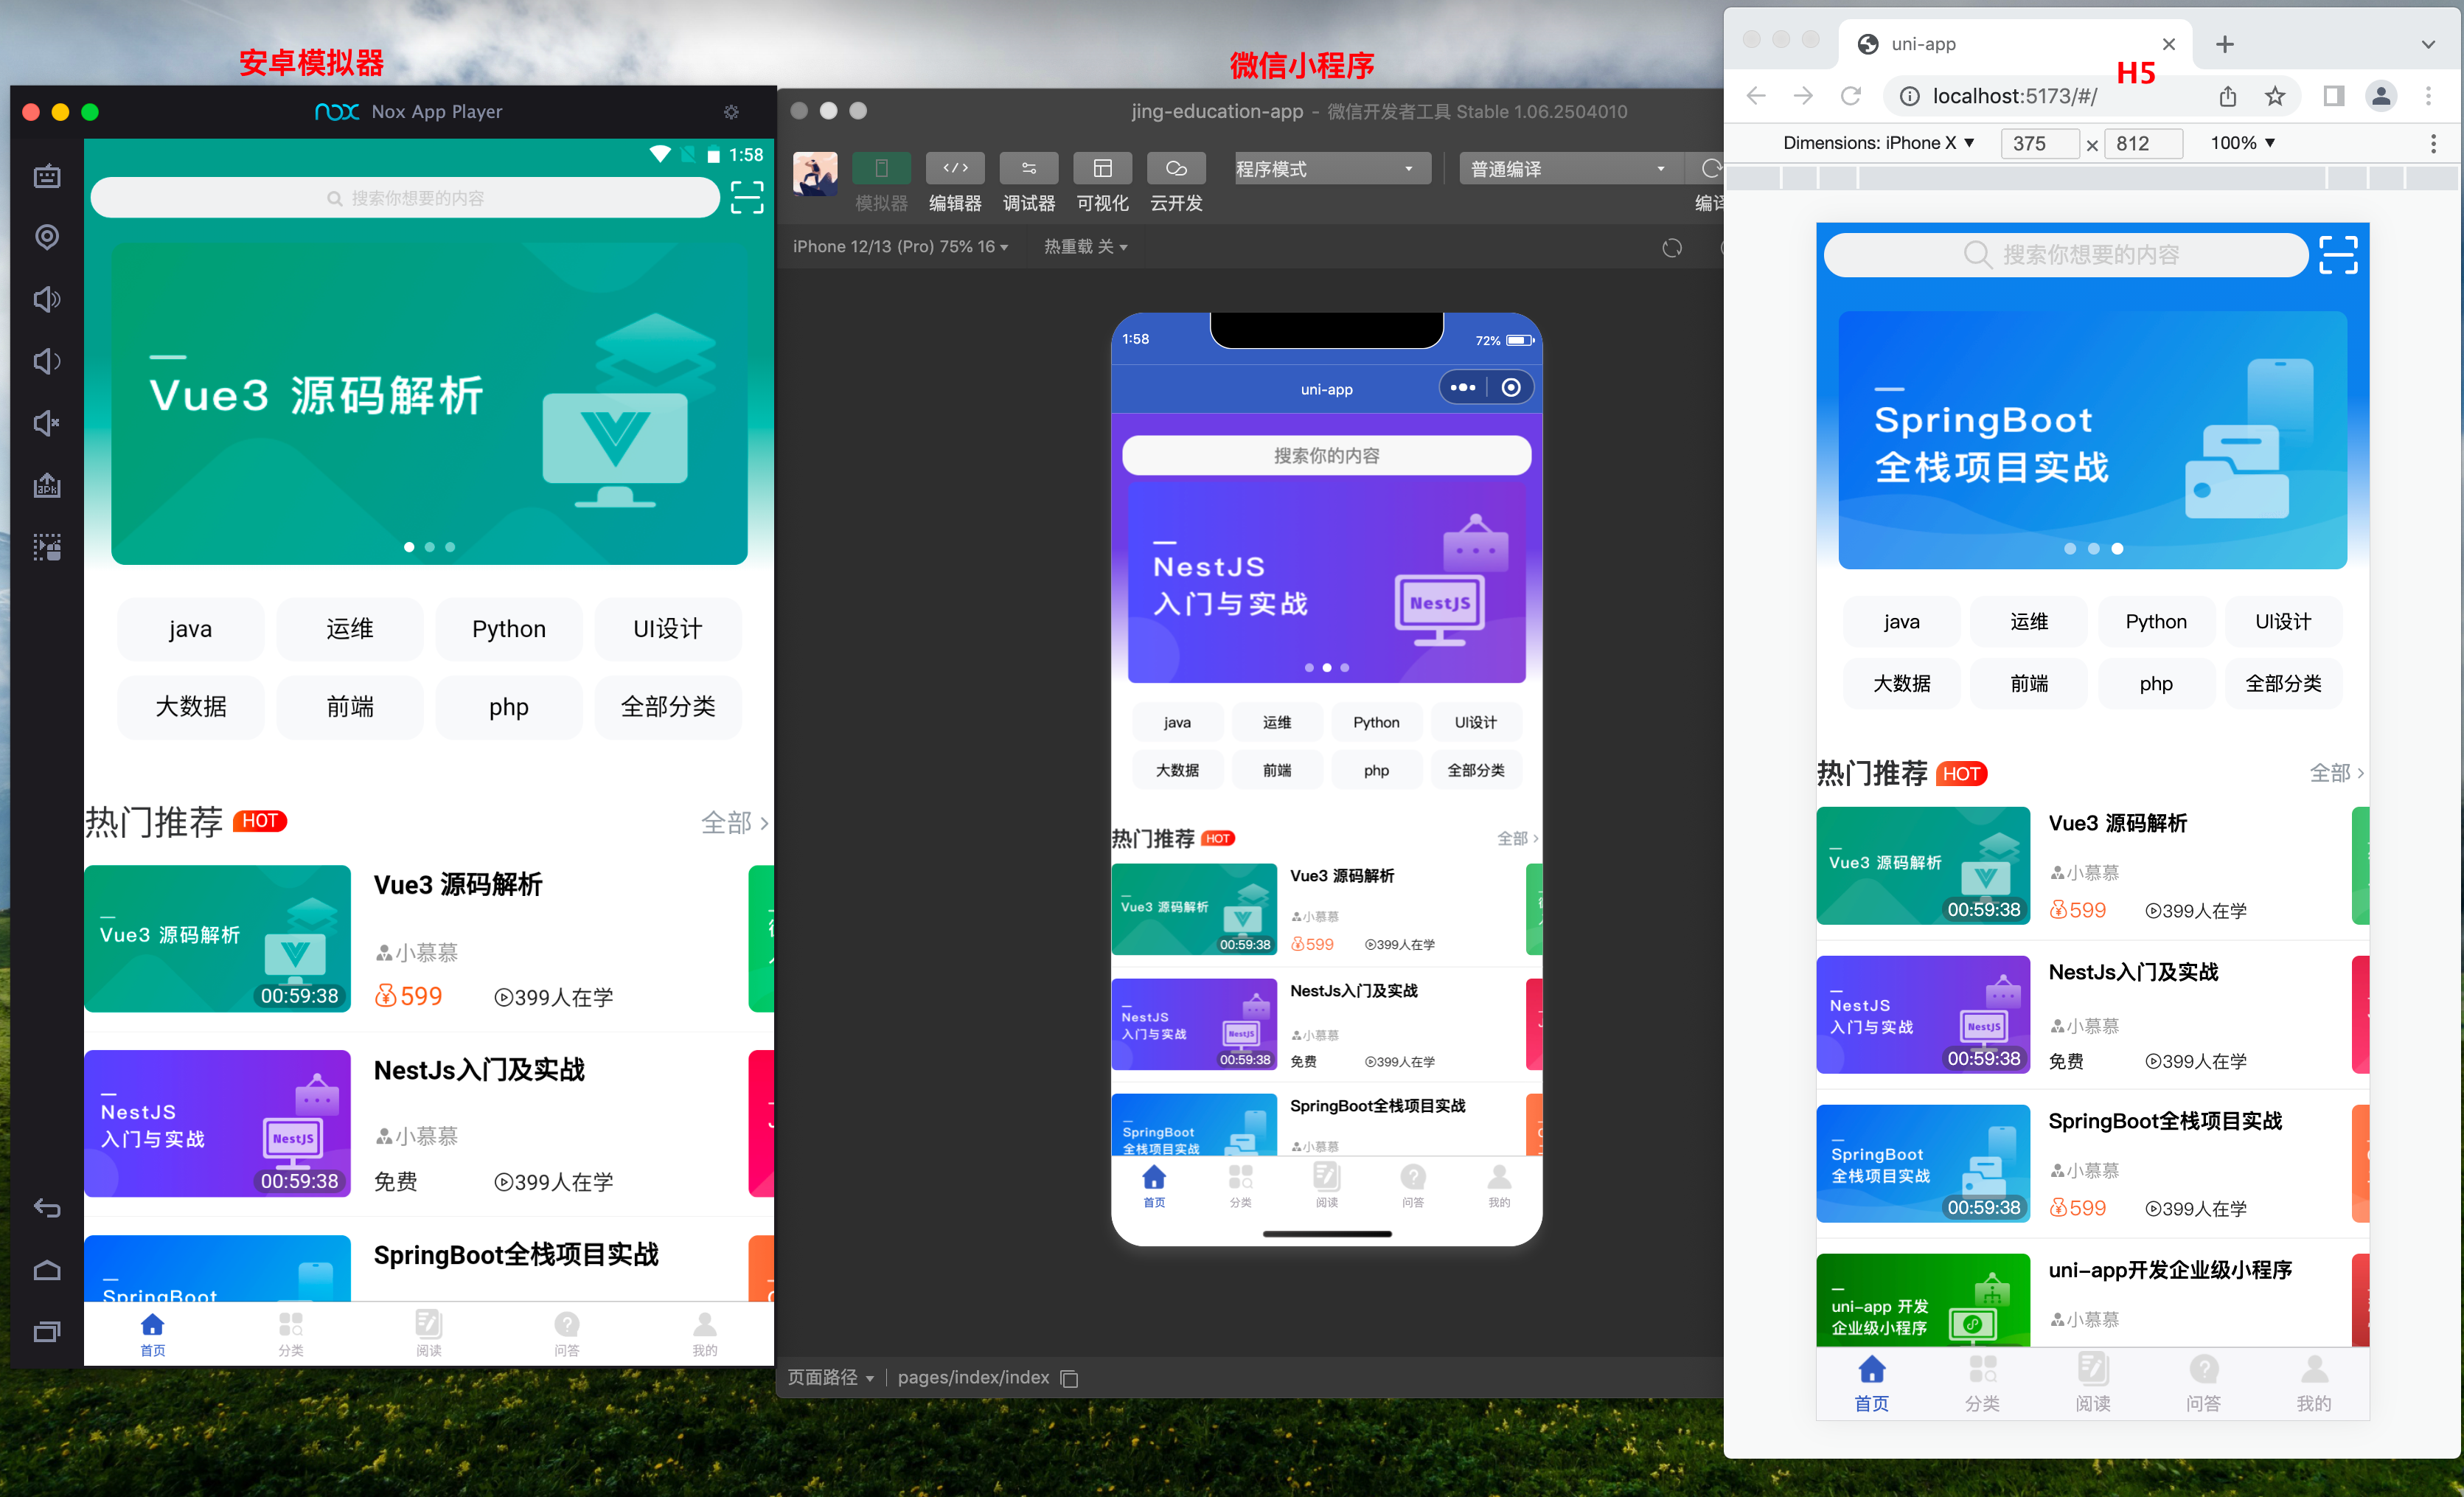 安卓模拟器
nox Nox App Player
1:58
搜索你想要的内容
Vue3 源码解析
java 运维 Python UI设计
大数据 前端 php 全部分类
热门推荐 HOT 全部 >
Vue3 源码解析
Vue3 源码解析
小慕慕
00:59:38
599 399人在学
NestJs入门及实战
NestJS
入门与实战
NestJS
小慕慕
00:59:38
免费 399人在学
SpringBoot全栈项目实战
SpringBoot
首页 分类 阅读 问答 我的
微信小程序
jing-education-app - 微信开发者工具 Stable 1.06.2504010
程序模式 普通编译
模拟器 编辑器 调试器 可视化 云开发 编译
iPhone 12/13 (Pro) 75% 16 热重载 关
1:58 72%
uni-app
搜索你的内容
NestJS
入门与实战
NestJS
java 运维 Python UI设计
大数据 前端 php 全部分类
热门推荐 HOT 全部 >
Vue3 源码解析
Vue3 源码解析
小慕慕
00:59:38
599 399人在学
NestJs入门及实战
NestJS
入门与实战
NestJS
小慕慕
00:59:38
免费 399人在学
SpringBoot全栈项目实战
SpringBoot
全栈项目实战
小慕慕
首页 分类 阅读 问答 我的
页面路径 pages/index/index
uni-app
H5
localhost:5173/#/
Dimensions: iPhone X 375 × 812 100%
搜索你想要的内容
SpringBoot
全栈项目实战
java 运维 Python UI设计
大数据 前端 php 全部分类
热门推荐 HOT 全部 >
Vue3 源码解析
Vue3 源码解析
小慕慕
00:59:38
599 399人在学
NestJs入门及实战
NestJS
入门与实战
NestJS
小慕慕
00:59:38
免费 399人在学
SpringBoot全栈项目实战
SpringBoot
全栈项目实战
小慕慕
00:59:38
599 399人在学
uni-app开发企业级小程序
uni-app 开发
企业级小程序
小慕慕
首页 分类 阅读 问答 我的